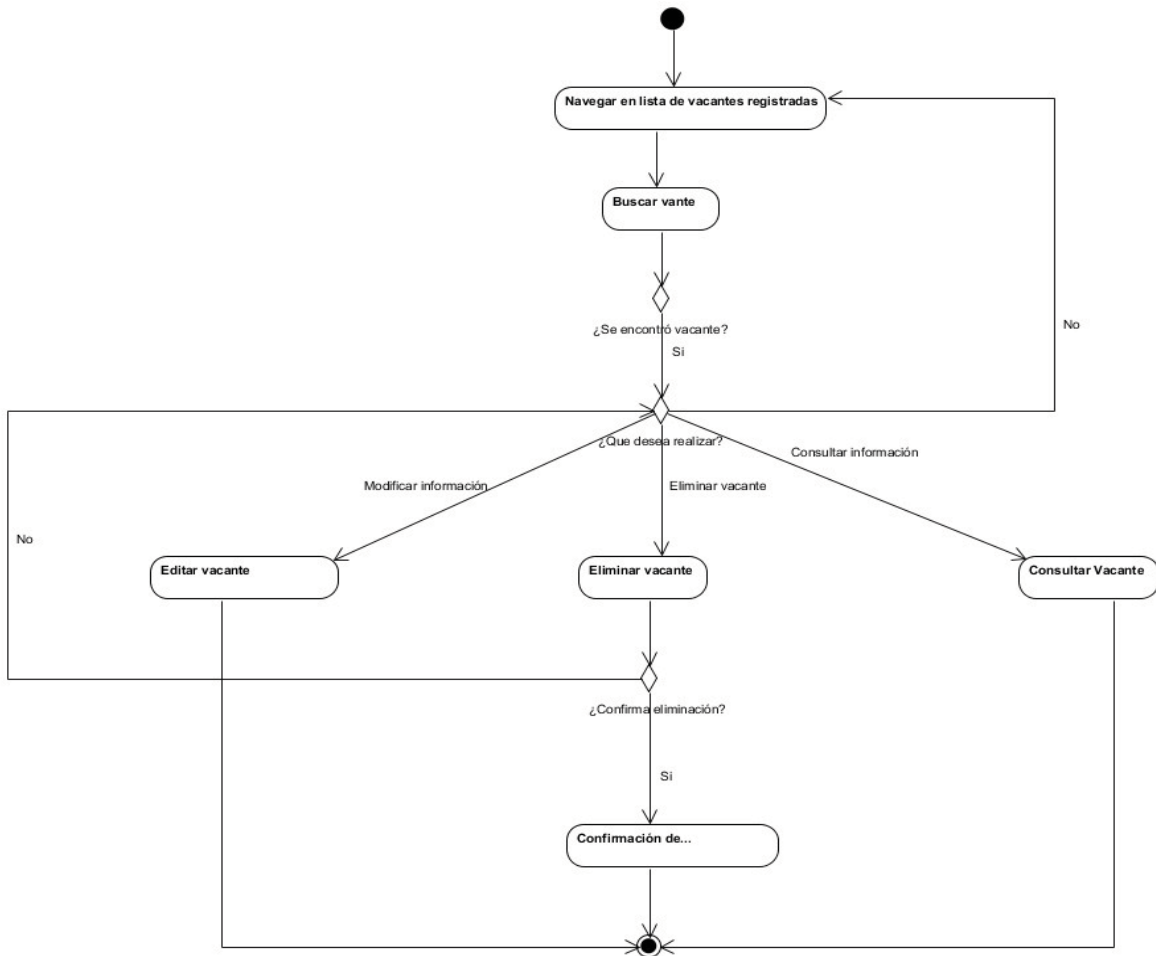 Navegar en lista de vacantes registradas
Buscar vante
¿Se encontró vacante?
No
Si
¿Que desea realizar?
Consultar información
Modificar información
Eliminar vacante
No
Editar vacante
Eliminar vacante
Consultar Vacante
¿Confirma eliminación?
Si
Confirmación de...